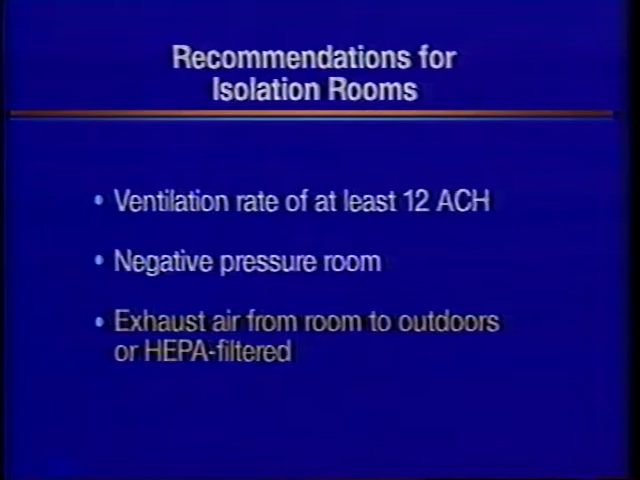 Recommendations for
Isolation Rooms
• Ventilation rate of at least 12 ACH
• Negative pressure room
• Exhaust air from room to outdoors
or HEPA-filtered